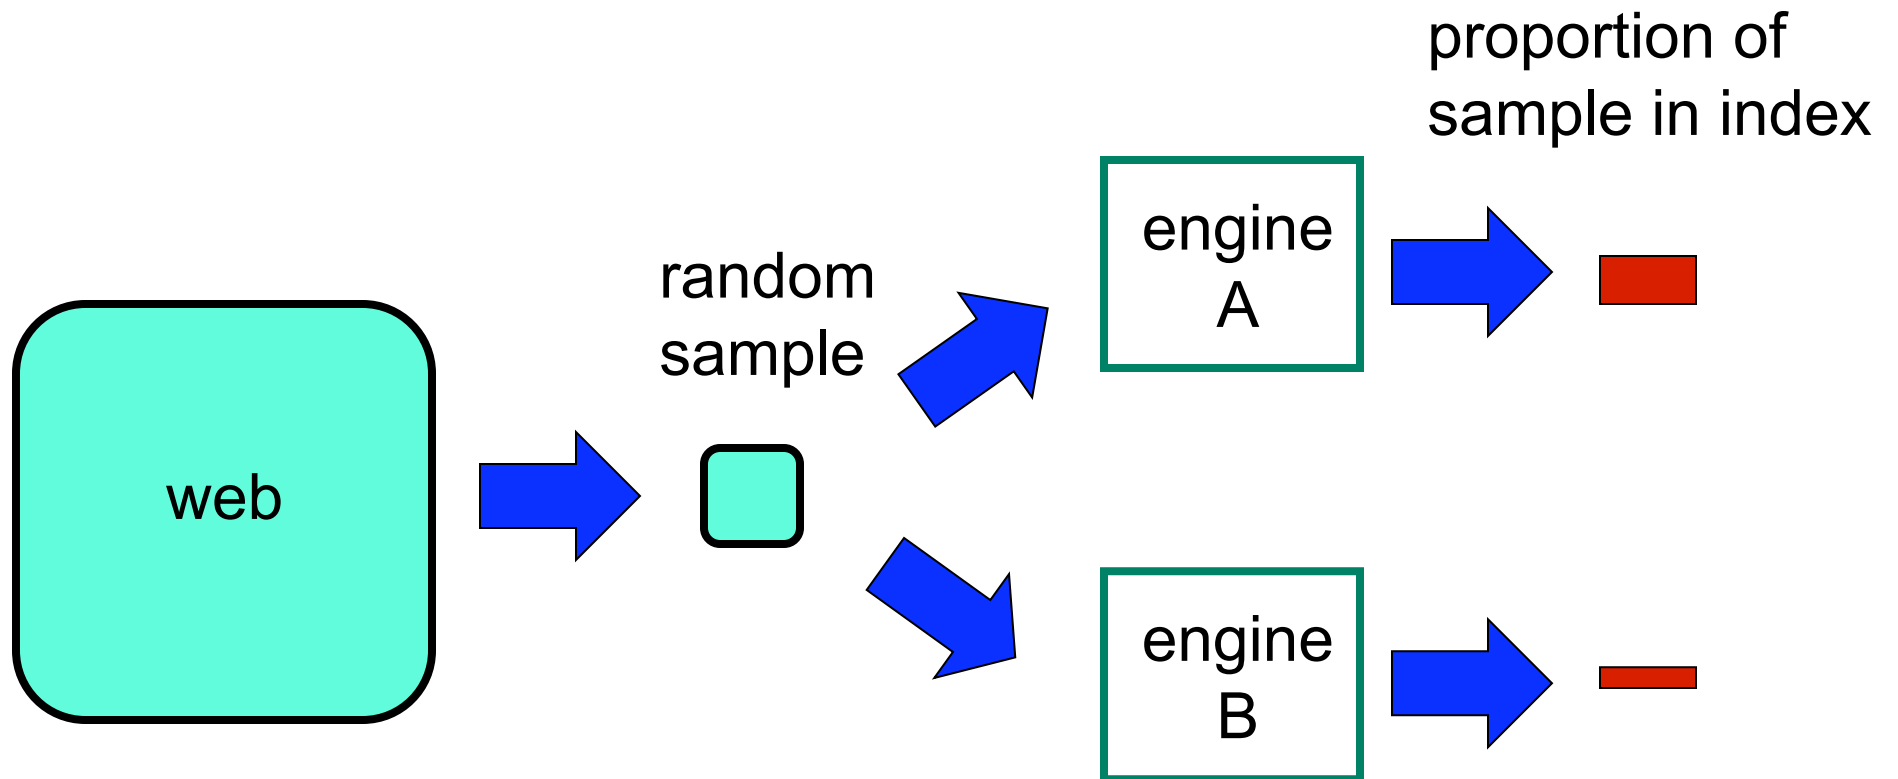 proportion of
sample in index
engine
A
random
sample
web
engine
B